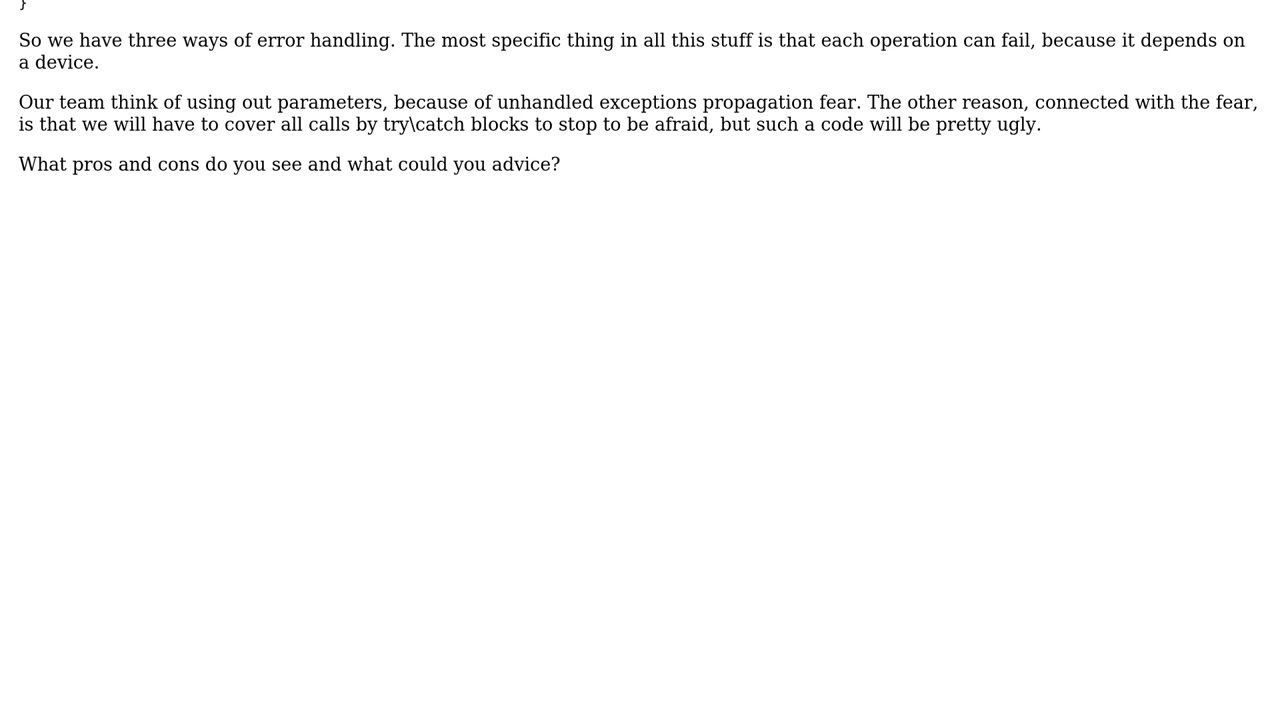 }
So we have three ways of error handling. The most specific thing in all this stuff is that each operation can fail, because it depends on
a device.
Our team think of using out parameters, because of unhandled exceptions propagation fear. The other reason, connected with the fear,
is that we will have to cover all calls by try\catch blocks to stop to be afraid, but such a code will be pretty ugly.
What pros and cons do you see and what could you advice?